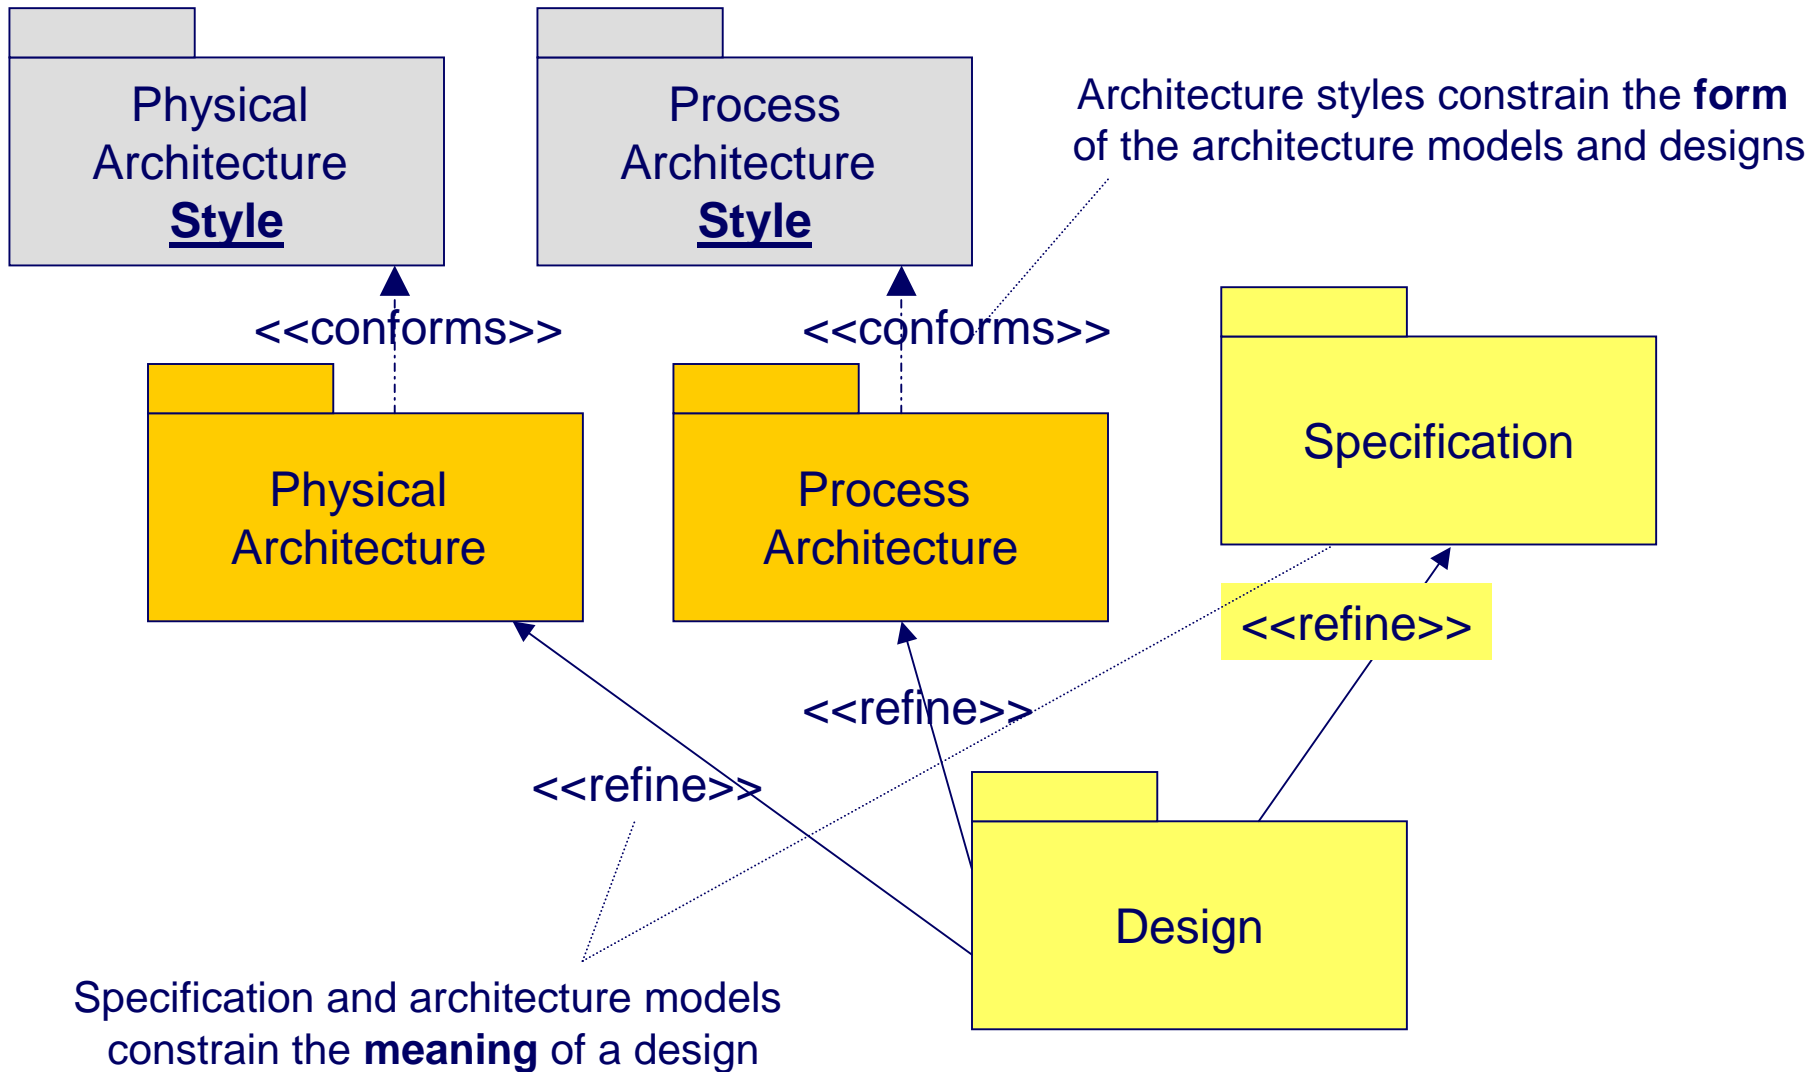 Physical
Architecture
Style
Process
Architecture
Style
Architecture styles constrain the form
of the architecture models and designs
<<conforms>>
<<conforms>>
Physical
Architecture
Process
Architecture
Specification
<<refine>>
<<refine>>
<<refine>>
Design
Specification and architecture models
constrain the meaning of a design